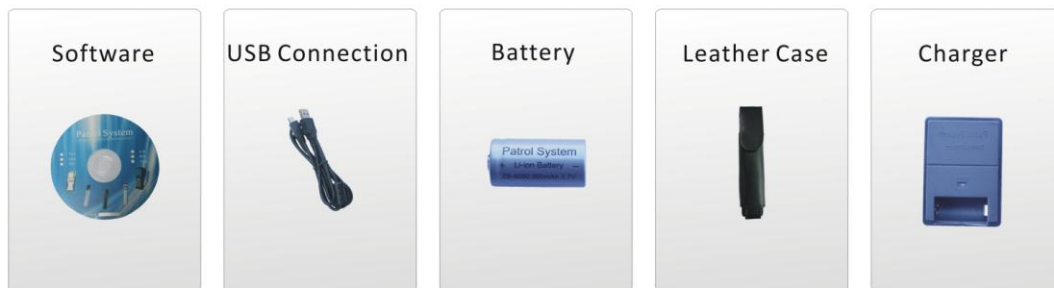 Software
USB Connection
Battery
Leather Case
Charger
Patrol System
Patrol System
+ Li-ion Battery −